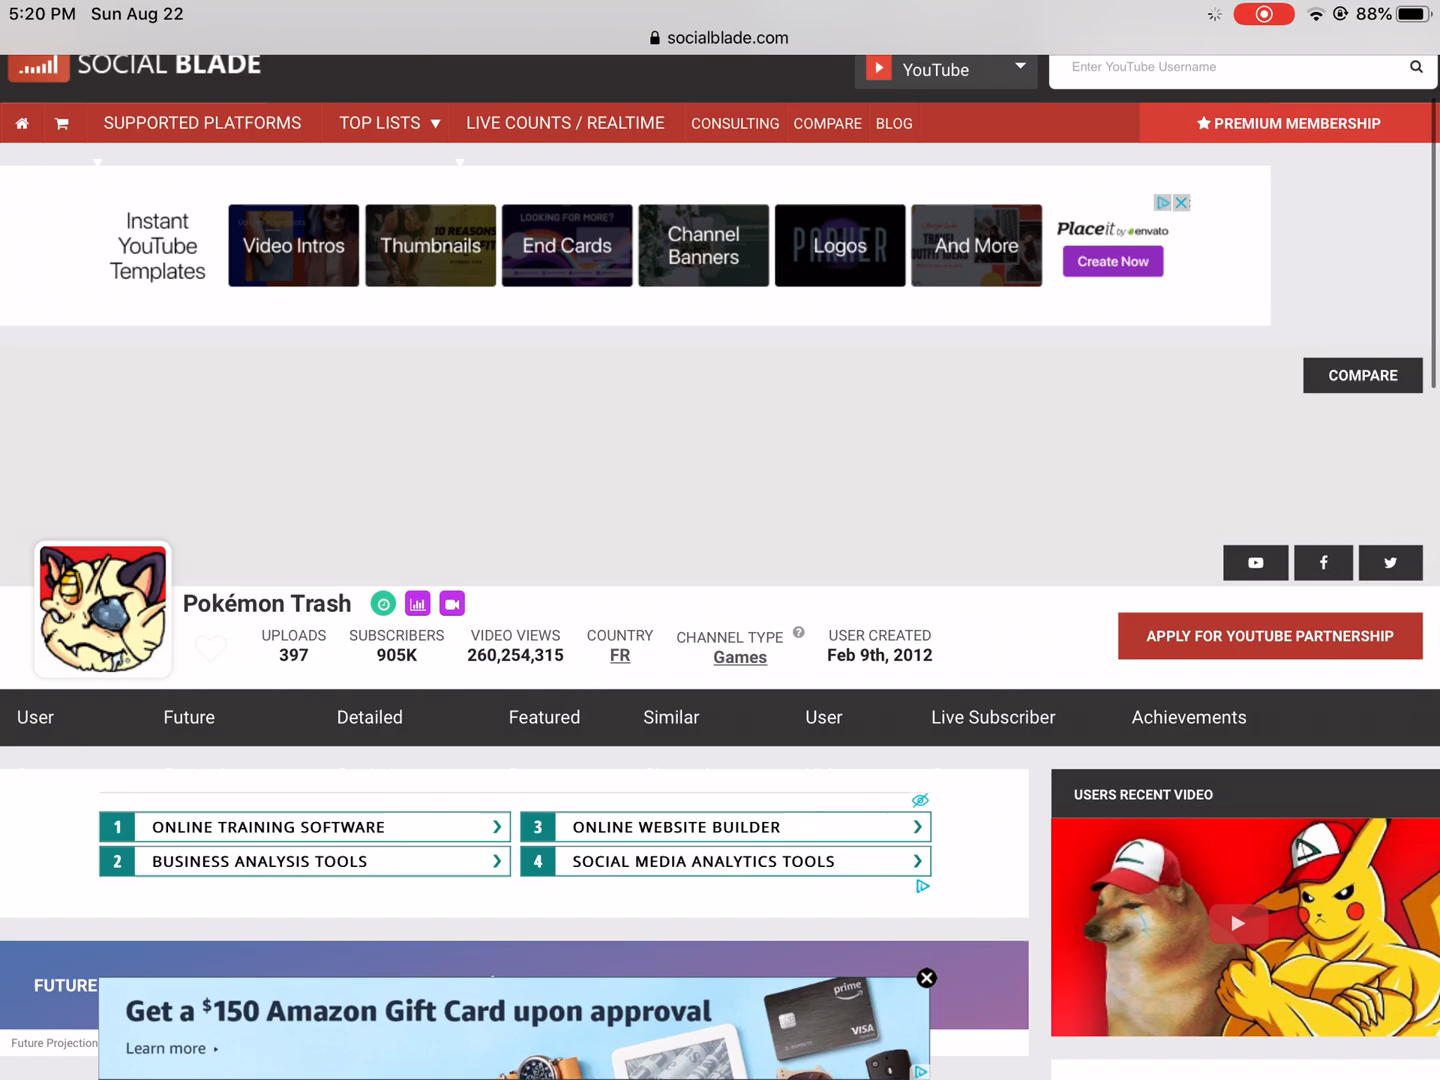 5:20 PM Sun Aug 22
88%
socialblade.com
SOCIAL BLADE
YouTube
Enter YouTube Username
SUPPORTED PLATFORMS
TOP LISTS ▼
LIVE COUNTS / REALTIME
CONSULTING
COMPARE
BLOG
★ PREMIUM MEMBERSHIP
Instant
YouTube
Templates
Video Intros
Thumbnails
LOOKING FOR MORE?
End Cards
Channel
Banners
Logos
And More
Placeit by envato
Create Now
COMPARE
Pokémon Trash
UPLOADS
397
SUBSCRIBERS
905K
VIDEO VIEWS
260,254,315
COUNTRY
FR
CHANNEL TYPE
Games
USER CREATED
Feb 9th, 2012
APPLY FOR YOUTUBE PARTNERSHIP
User
Future
Detailed
Featured
Similar
User
Live Subscriber
Achievements
1 ONLINE TRAINING SOFTWARE
2 BUSINESS ANALYSIS TOOLS
3 ONLINE WEBSITE BUILDER
4 SOCIAL MEDIA ANALYTICS TOOLS
USERS RECENT VIDEO
FUTURE
Future Projection
Get a $150 Amazon Gift Card upon approval
Learn more
prime
VISA